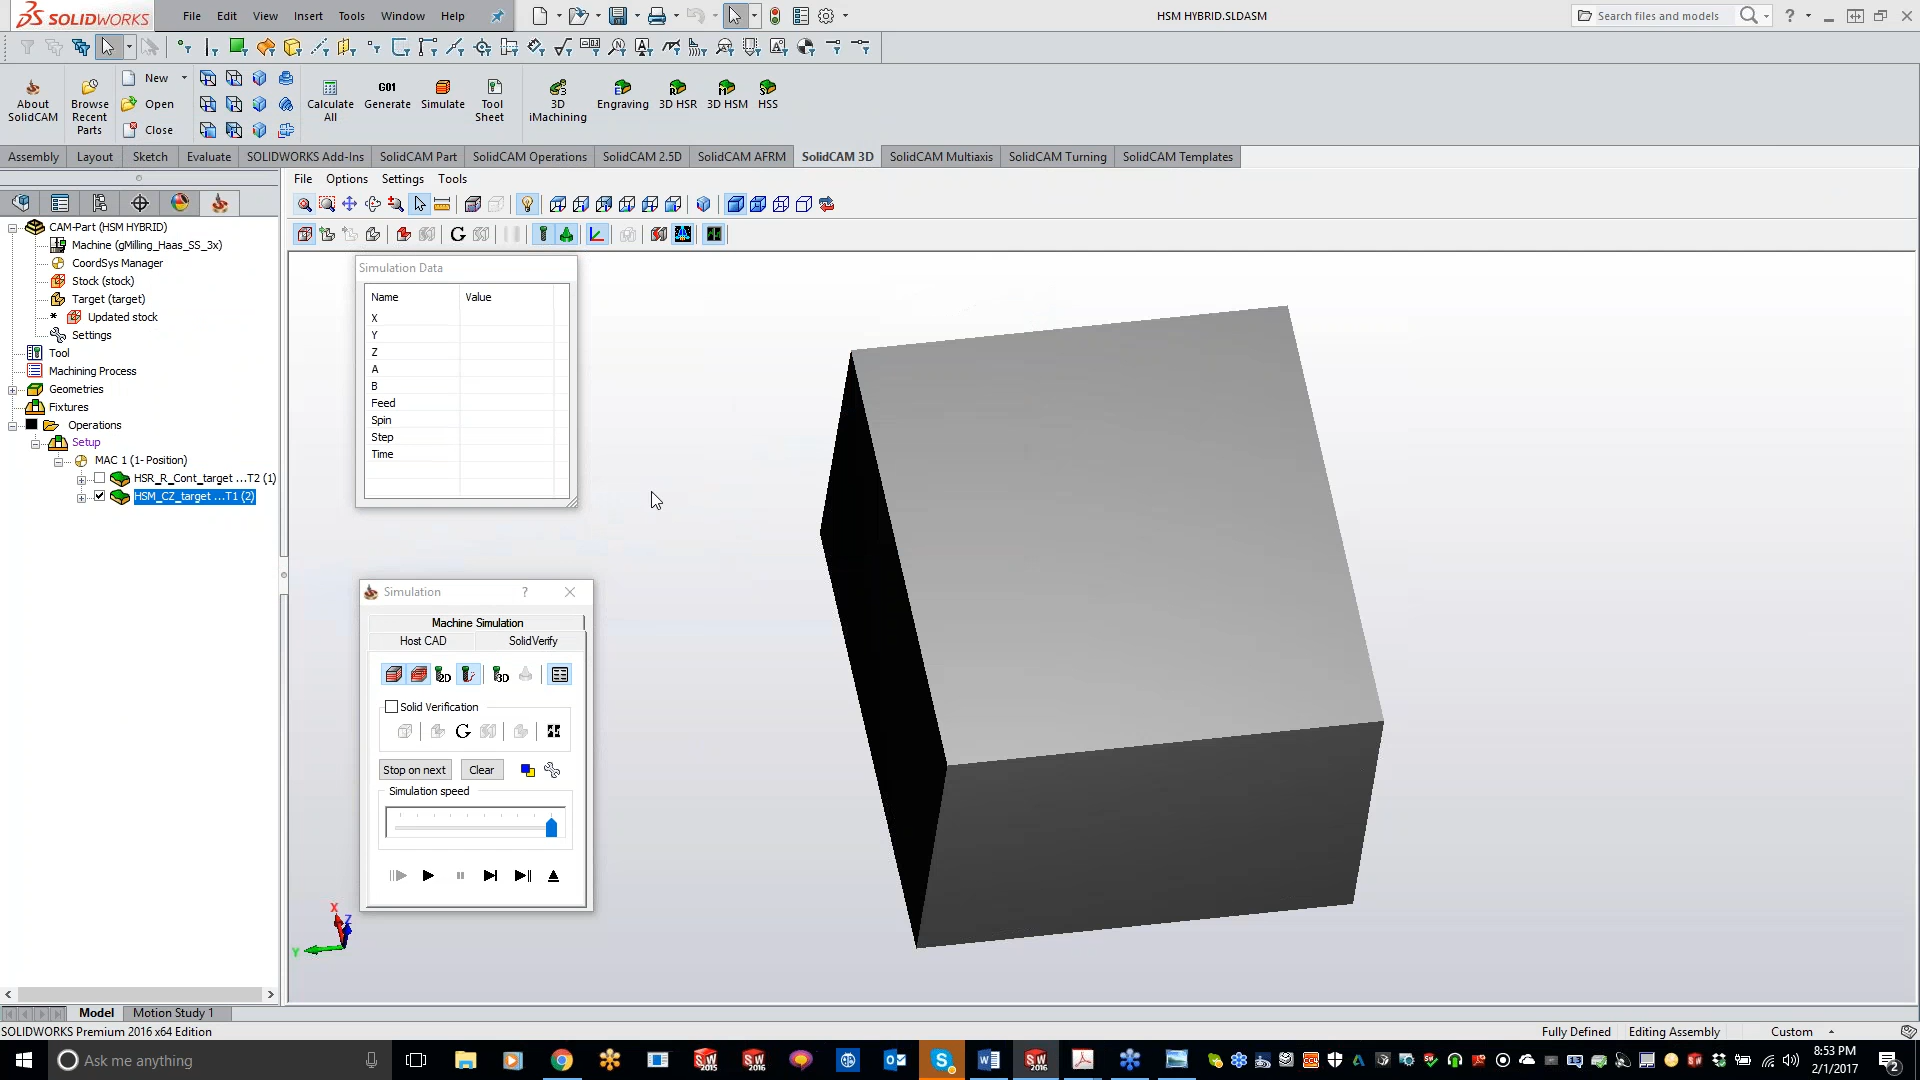 SOLIDWORKS File Edit View Insert Tools Window Help HSM HYBRID.SLDASM Search files and models ?
About SolidCAM
Browse Recent Parts
New
Open
Close
Calculate All
G01 Generate
Simulate
Tool Sheet
3D iMachining
Engraving
3D HSR
3D HSM
HSS
Assembly Layout Sketch Evaluate SOLIDWORKS Add-Ins SolidCAM Part SolidCAM Operations SolidCAM 2.5D SolidCAM AFRM SolidCAM 3D SolidCAM Multiaxis SolidCAM Turning SolidCAM Templates
File Options Settings Tools
CAM-Part (HSM HYBRID)
Machine (gMilling_Haas_SS_3x)
CoordSys Manager
Stock (stock)
Target (target)
* Updated stock
Settings
Tool
Machining Process
Geometries
Fixtures
Operations
Setup
MAC 1 (1- Position)
HSR_R_Cont_target ...T2 (1)
HSM_CZ_target ...T1 (2)
Simulation Data
Name Value
X
Y
Z
A
B
Feed
Spin
Step
Time
Simulation ?
Machine Simulation
Host CAD SolidVerify
2D 3D
Solid Verification
Stop on next Clear
Simulation speed
X
Z
Y
Model Motion Study 1
SOLIDWORKS Premium 2016 x64 Edition Fully Defined Editing Assembly Custom
Ask me anything
8:53 PM
2/1/2017